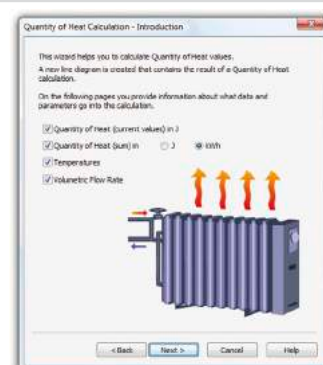 Quantity of Heat Calculation - Introduction
This wizard helps you to calculate Quantity of Heat values.
A new line diagram is created that contains the result of a Quantity of Heat
calculation.
On the following pages you provide information about what data and
parameters go into the calculation.
Quantity of Heat (current values) in J
Quantity of Heat (sum) in J kWh
Temperatures
Volumetric Flow Rate
< Back Next > Cancel Help